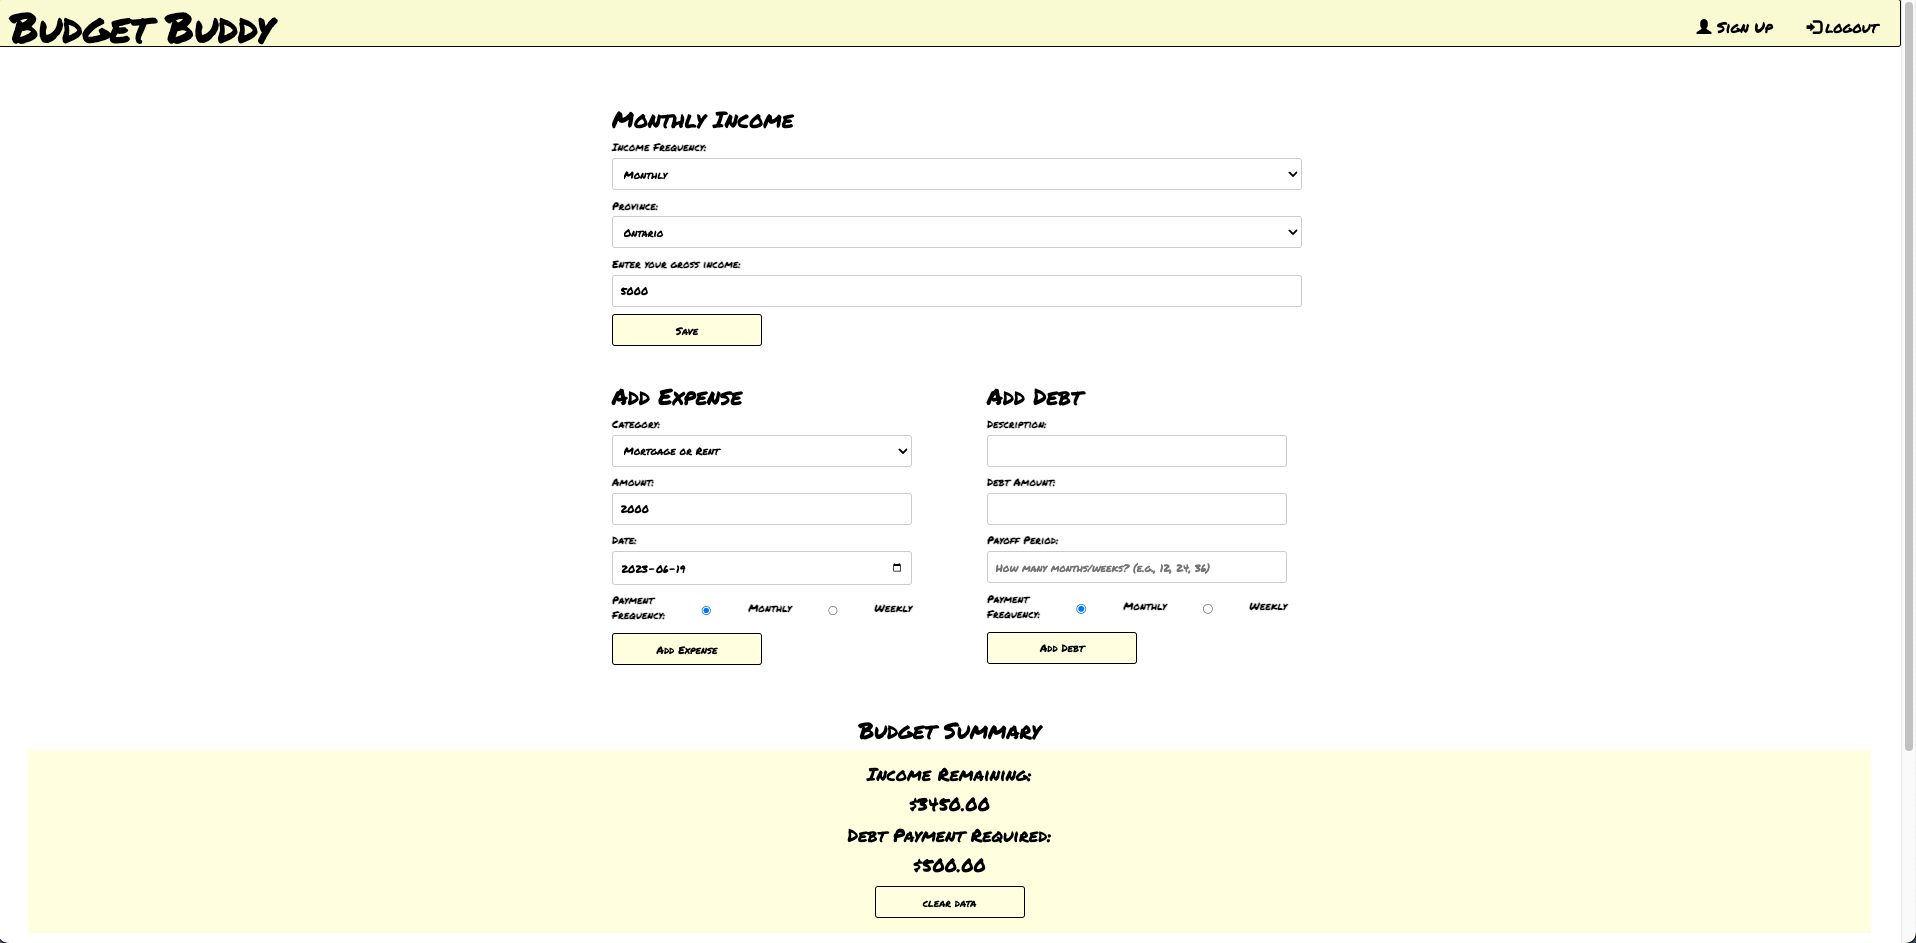 Budget Buddy
Sign Up
Logout
Monthly Income
Income Frequency:
Monthly
Province:
Ontario
Enter your gross income:
5000
Save
Add Expense
Category:
Mortgage or Rent
Amount:
2000
Date:
2023-06-19
Payment
Frequency:
Monthly
Weekly
Add Expense
Add Debt
Description:
Debt Amount:
Payoff Period:
How many months/weeks? (e.g., 12, 24, 36)
Payment
Frequency:
Monthly
Weekly
Add Debt
Budget Summary
Income Remaining:
$3450.00
Debt Payment Required:
$500.00
clear data